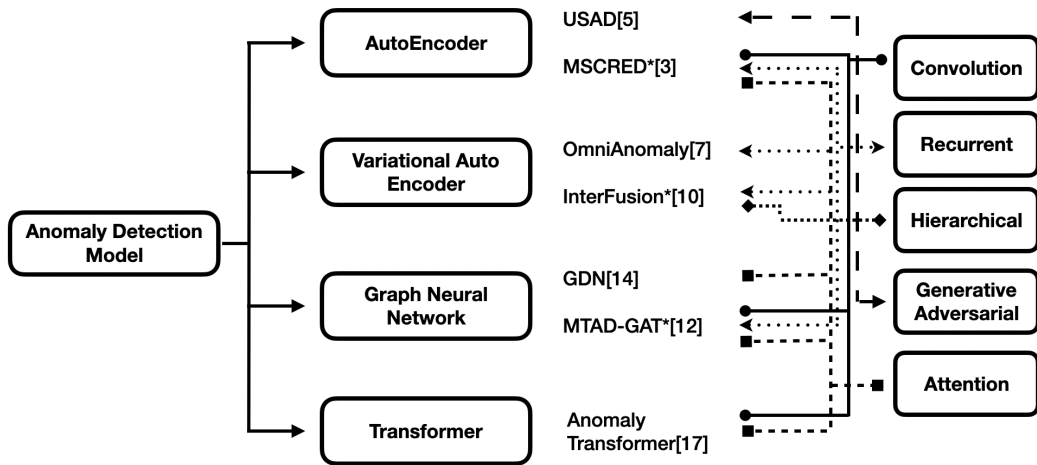 Anomaly Detection
Model
AutoEncoder
Variational Auto
Encoder
Graph Neural
Network
Transformer
USAD[5]
MSCRED*[3]
OmniAnomaly[7]
InterFusion*[10]
GDN[14]
MTAD-GAT*[12]
Anomaly
Transformer[17]
Convolution
Recurrent
Hierarchical
Generative
Adversarial
Attention